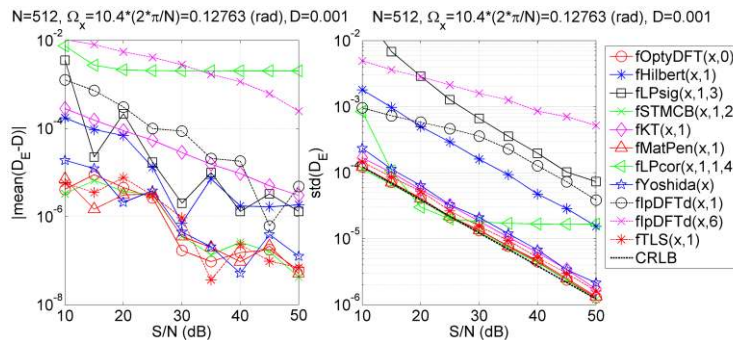 N=512, Ω_x=10.4*(2*π/N)=0.12763 (rad), D=0.001
N=512, Ω_x=10.4*(2*π/N)=0.12763 (rad), D=0.001
10^-2
10^-4
10^-6
10^-8
|mean(D_E-D)|
10 20 30 40 50
S/N (dB)
10^-2
10^-3
10^-4
10^-5
10^-6
std(D_E)
10 20 30 40 50
S/N (dB)
fOptyDFT(x,0)
fHilbert(x,1)
fLPsig(x,1,3)
fSTMCB(x,1,2
fKT(x,1)
fMatPen(x,1)
fLPcor(x,1,1,4
fYoshida(x)
fIpDFTd(x,1)
fIpDFTd(x,6)
fTLS(x,1)
CRLB